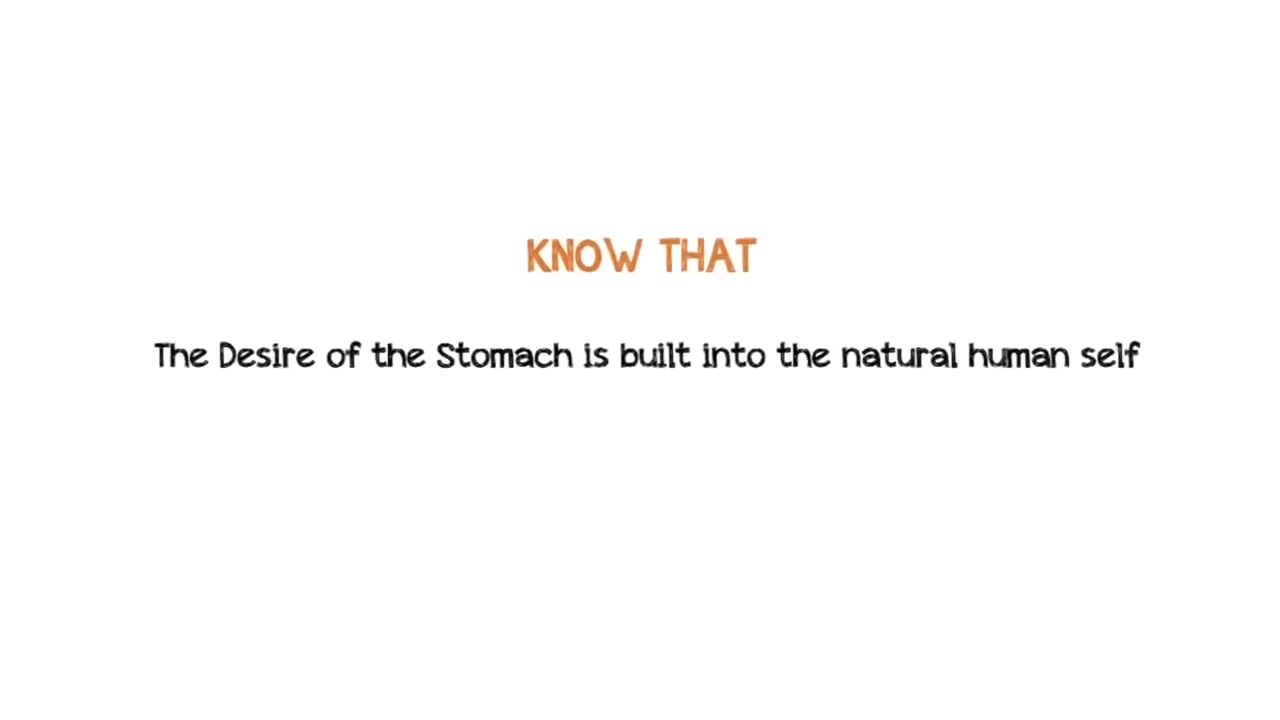 KNOW THAT
The Desire of the Stomach is built into the natural human self